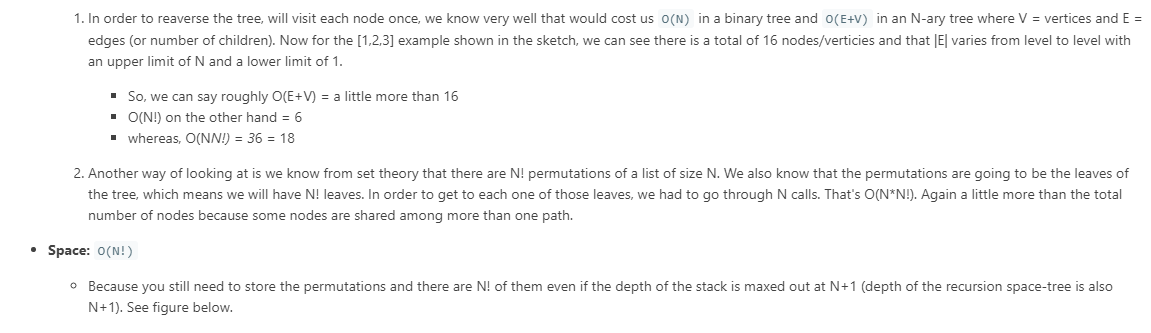 1. In order to reaverse the tree, will visit each node once, we know very well that would cost us O(N) in a binary tree and O(E+V) in an N-ary tree where V = vertices and E =
edges (or number of children). Now for the [1,2,3] example shown in the sketch, we can see there is a total of 16 nodes/verticies and that |E| varies from level to level with
an upper limit of N and a lower limit of 1.
▪ So, we can say roughly O(E+V) = a little more than 16
▪ O(N!) on the other hand = 6
▪ whereas, O(NN!) = 36 = 18
2. Another way of looking at is we know from set theory that there are N! permutations of a list of size N. We also know that the permutations are going to be the leaves of
the tree, which means we will have N! leaves. In order to get to each one of those leaves, we had to go through N calls. That's O(N*N!). Again a little more than the total
number of nodes because some nodes are shared among more than one path.
• Space: O(N!)
○ Because you still need to store the permutations and there are N! of them even if the depth of the stack is maxed out at N+1 (depth of the recursion space-tree is also
N+1). See figure below.